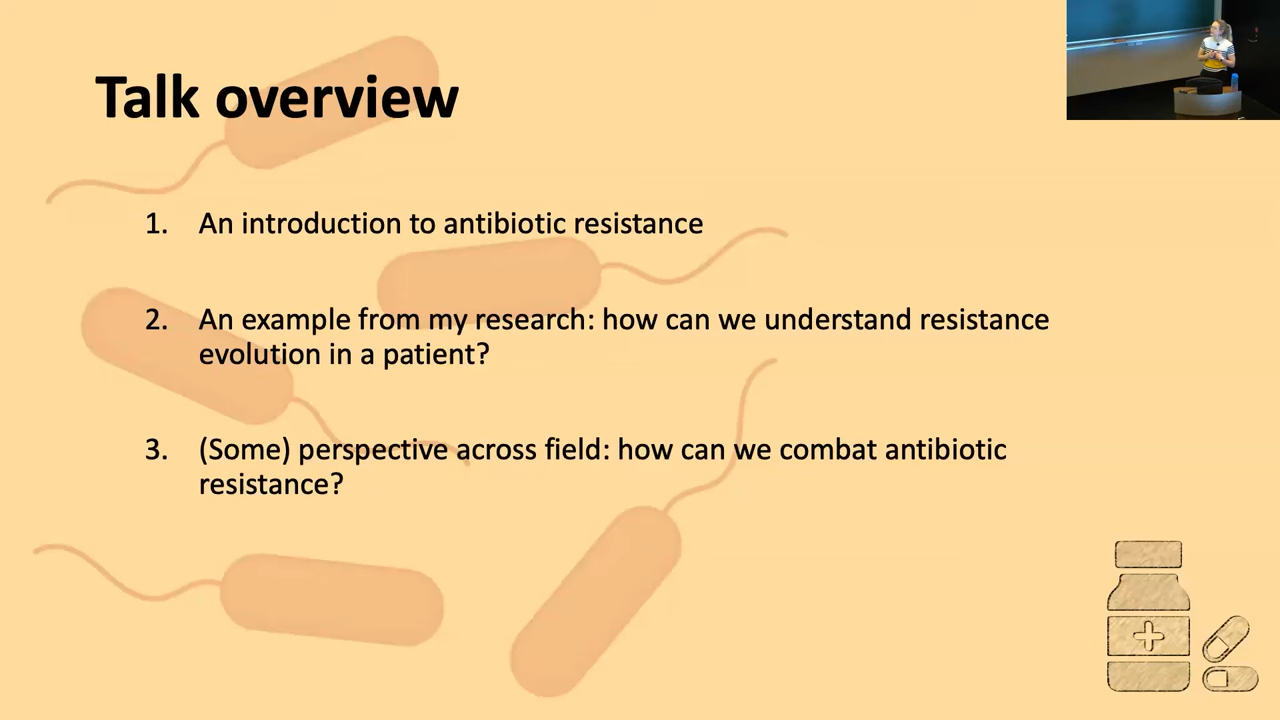 Talk overview
1. An introduction to antibiotic resistance
2. An example from my research: how can we understand resistance
evolution in a patient?
3. (Some) perspective across field: how can we combat antibiotic
resistance?